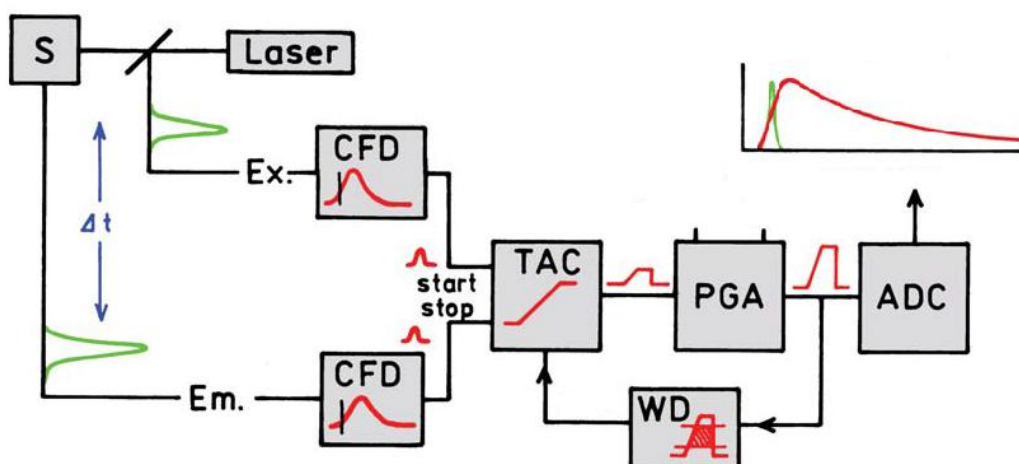 S
Laser
Ex.
CFD
Δt
TAC
start
stop
PGA
ADC
Em.
CFD
WD